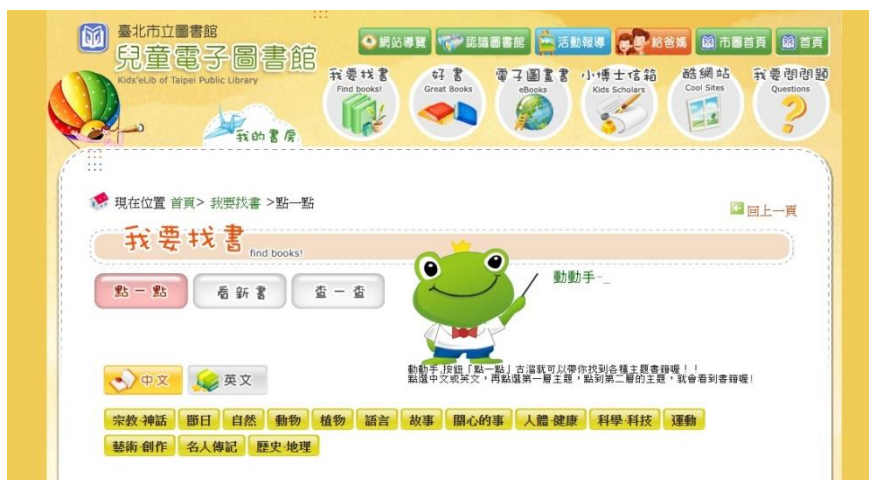 臺北市立圖書館
兒童電子圖書館
Kids'eLib of Taipei Public Library
網站導覽 認識圖書館 活動報導 給爸媽 市圖首頁 首頁
我要找書 好書 電子圖畫書 小博士信箱 酷網站 我要問問題
Find books! Great Books eBooks Kids Scholars Cool Sites Questions
我的書房
現在位置 首頁> 我要找書 >點一點
回上一頁
我要找書 find books!
點一點 看新書 查一查
動動手-_
中文 英文
動動手,按鈕「點一點」古溜就可以帶你找到各種主題書籍喔!!
點選中文或英文,再點選第一層主題,點到第二層的主題,就會看到書籍喔!
宗教‧神話 節日 自然 動物 植物 語言 故事 關心的事 人體‧健康 科學‧科技 運動
藝術‧創作 名人傳記 歷史‧地理